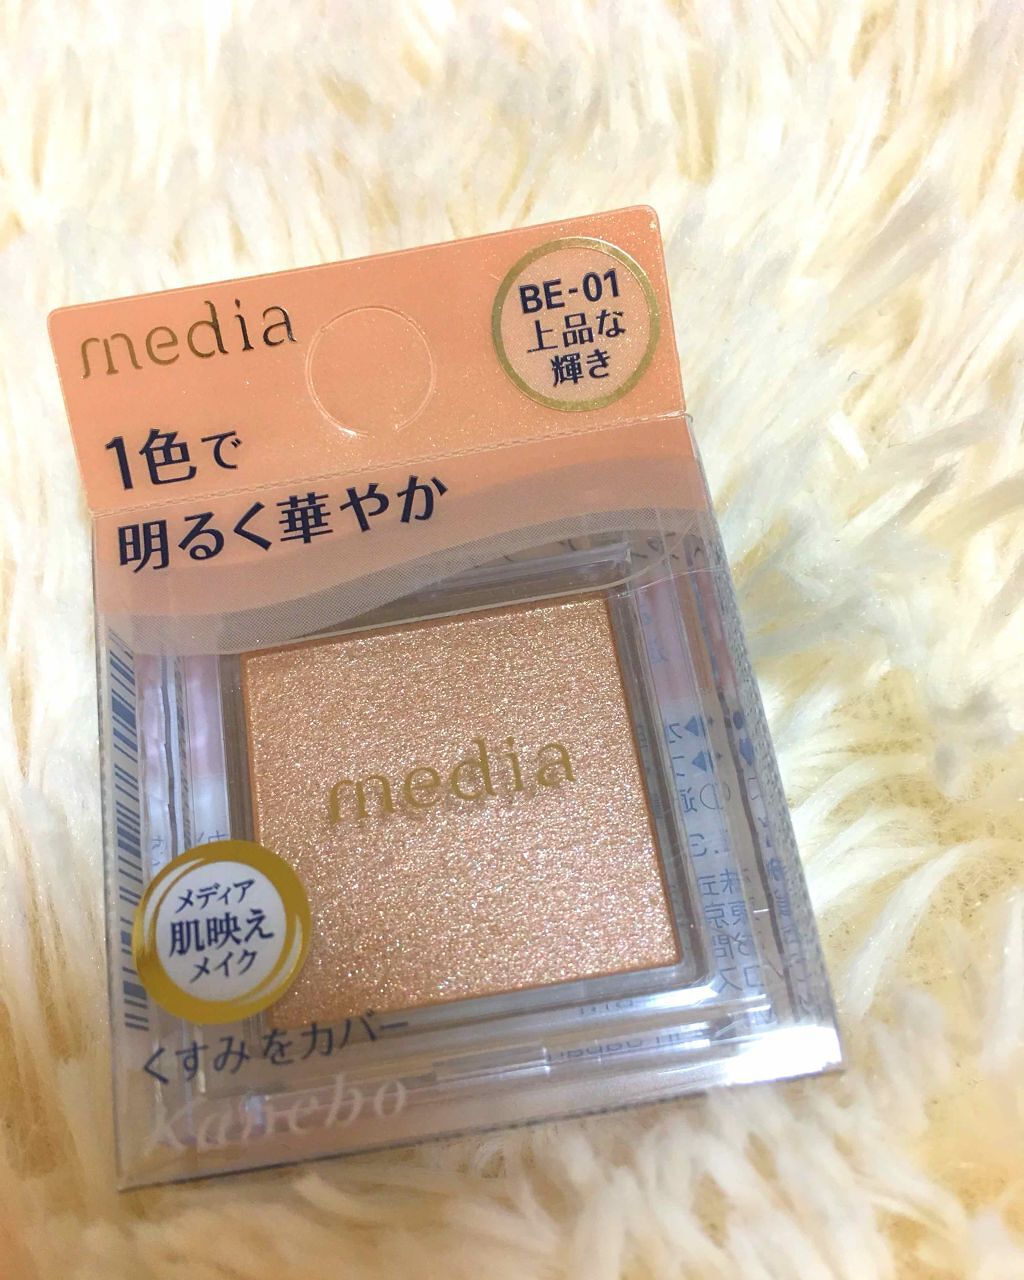 media
BE-01
上品な
輝き
1色で
明るく華やか
media
メディア
肌映え
メイク
くすみをカバー
Kanebo